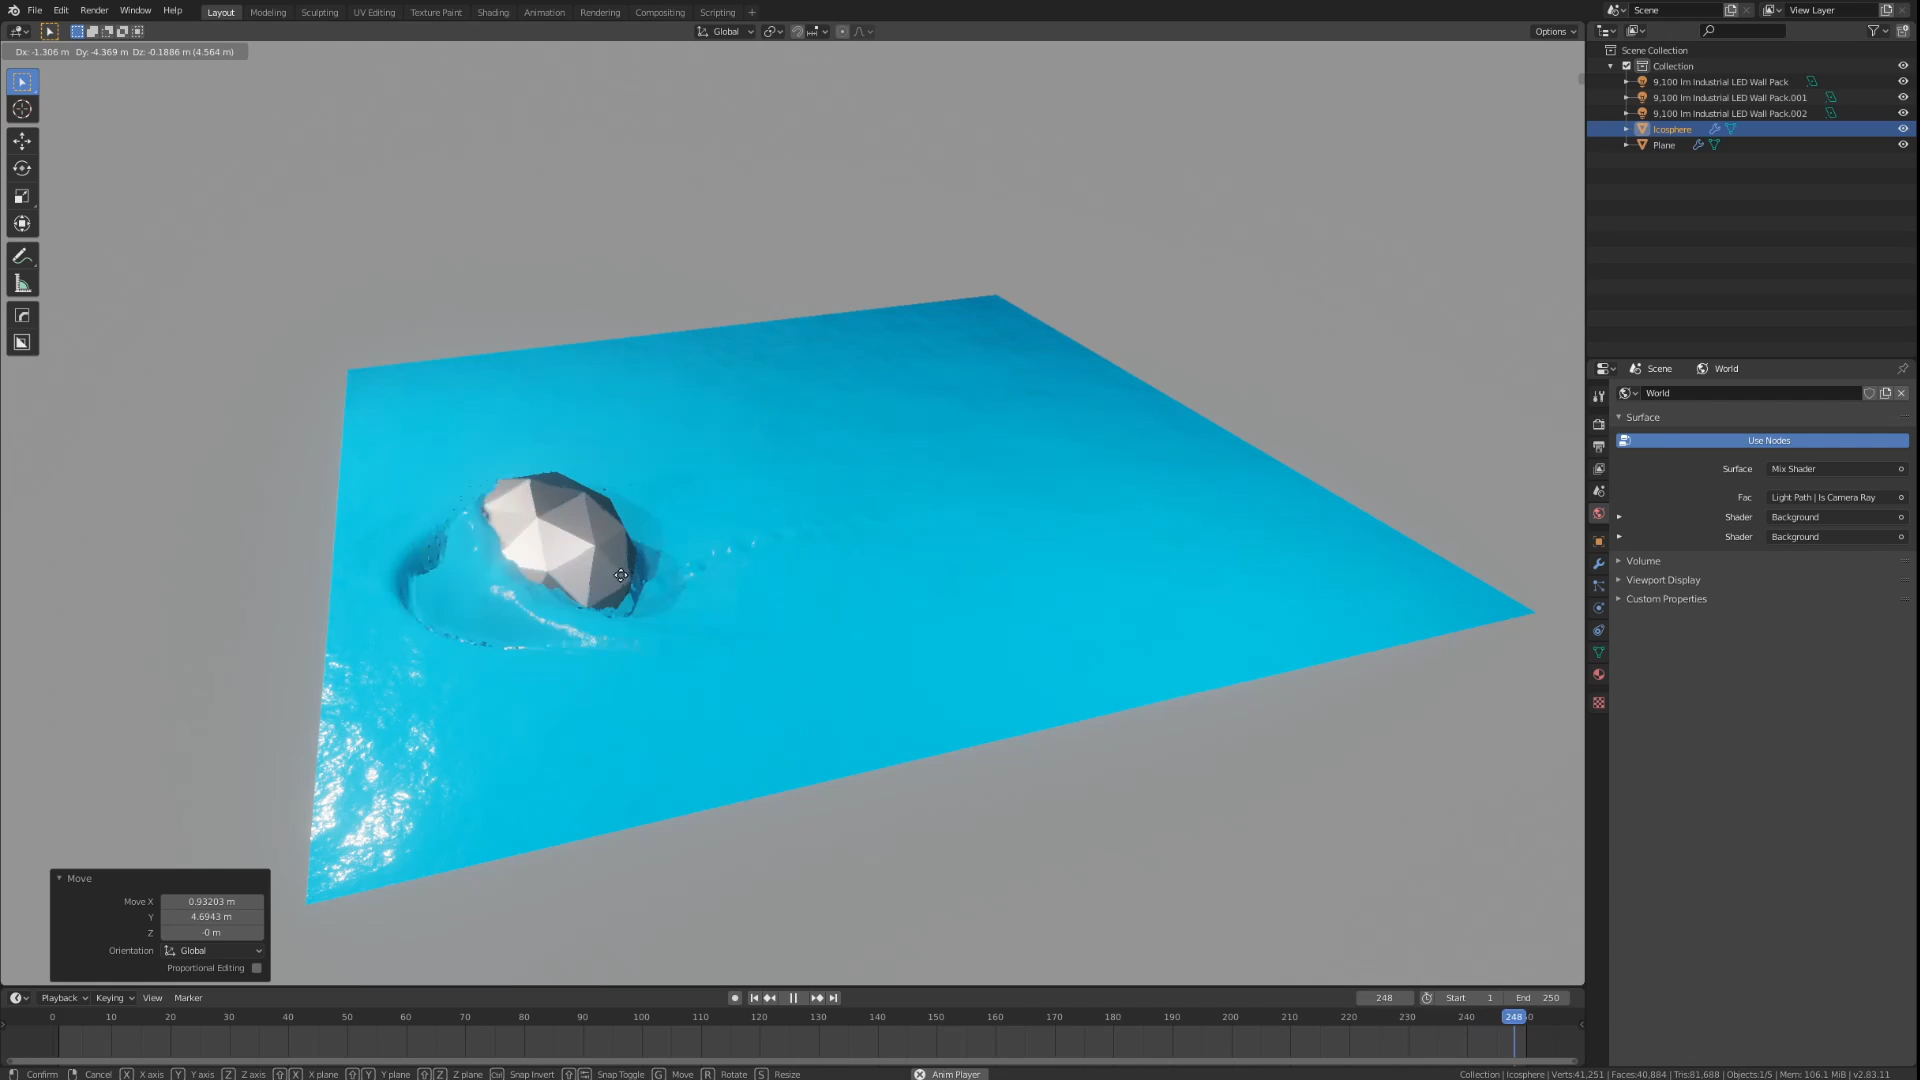 File Edit Render Window Help Layout Modeling Sculpting UV Editing Texture Paint Shading Animation Rendering Compositing Scripting + Scene View Layer
Global Options
Dx: -1.306 m Dy: -4.369 m Dz: -0.1886 m (4.564 m)
Scene Collection
Collection
9,100 lm Industrial LED Wall Pack
9,100 lm Industrial LED Wall Pack.001
9,100 lm Industrial LED Wall Pack.002
Icosphere
Plane
Scene World
World
Surface
Use Nodes
Surface Mix Shader
Fac Light Path | Is Camera Ray
Shader Background
Shader Background
Volume
Viewport Display
Custom Properties
Move
Move X 0.93203 m
Y 4.6943 m
Z -0 m
Orientation Global
Proportional Editing
Playback Keying View Marker 248 Start 1 End 250
0 10 20 30 40 50 60 70 80 90 100 110 120 130 140 150 160 170 180 190 200 210 220 230 240 248
Confirm Cancel X X axis Y Y axis Z Z axis X X plane Y Y plane Z Z plane Ctrl Snap Invert Snap Toggle G Move R Rotate S Resize Anim Player Collection | Icosphere | Verts:41,251 | Faces:40,884 | Tris:81,688 | Objects:1/5 | Mem: 106.1 MiB | v2.83.11